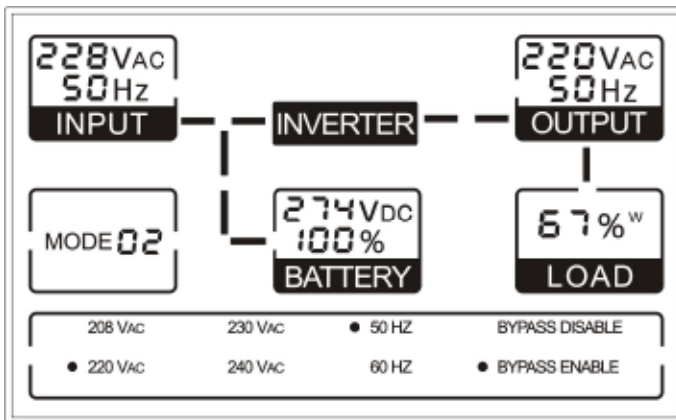 228VAC
50Hz
INPUT
INVERTER
220VAC
50Hz
OUTPUT
MODE 02
274VDC
100%
BATTERY
67%W
LOAD
208 VAC 230 VAC • 50 HZ BYPASS DISABLE
• 220 VAC 240 VAC 60 HZ • BYPASS ENABLE